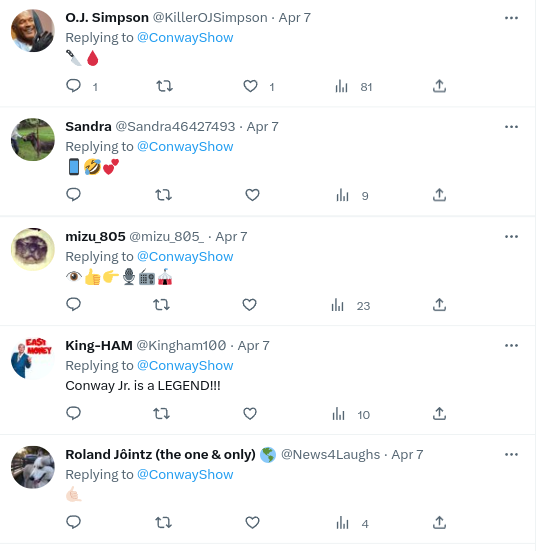 O.J. Simpson @KillerOJSimpson · Apr 7
Replying to @ConwayShow
🔪🩸
1 1 81
Sandra @Sandra46427493 · Apr 7
Replying to @ConwayShow
📱🤣💕
9
mizu_805 @mizu_805_ · Apr 7
Replying to @ConwayShow
👁️👍👉🎙️📻🎪
23
EASY
MONEY
King-HAM @Kingham100 · Apr 7
Replying to @ConwayShow
Conway Jr. is a LEGEND!!!
10
Roland Jôintz (the one & only) 🌎 @News4Laughs · Apr 7
Replying to @ConwayShow
🤙🏻
4